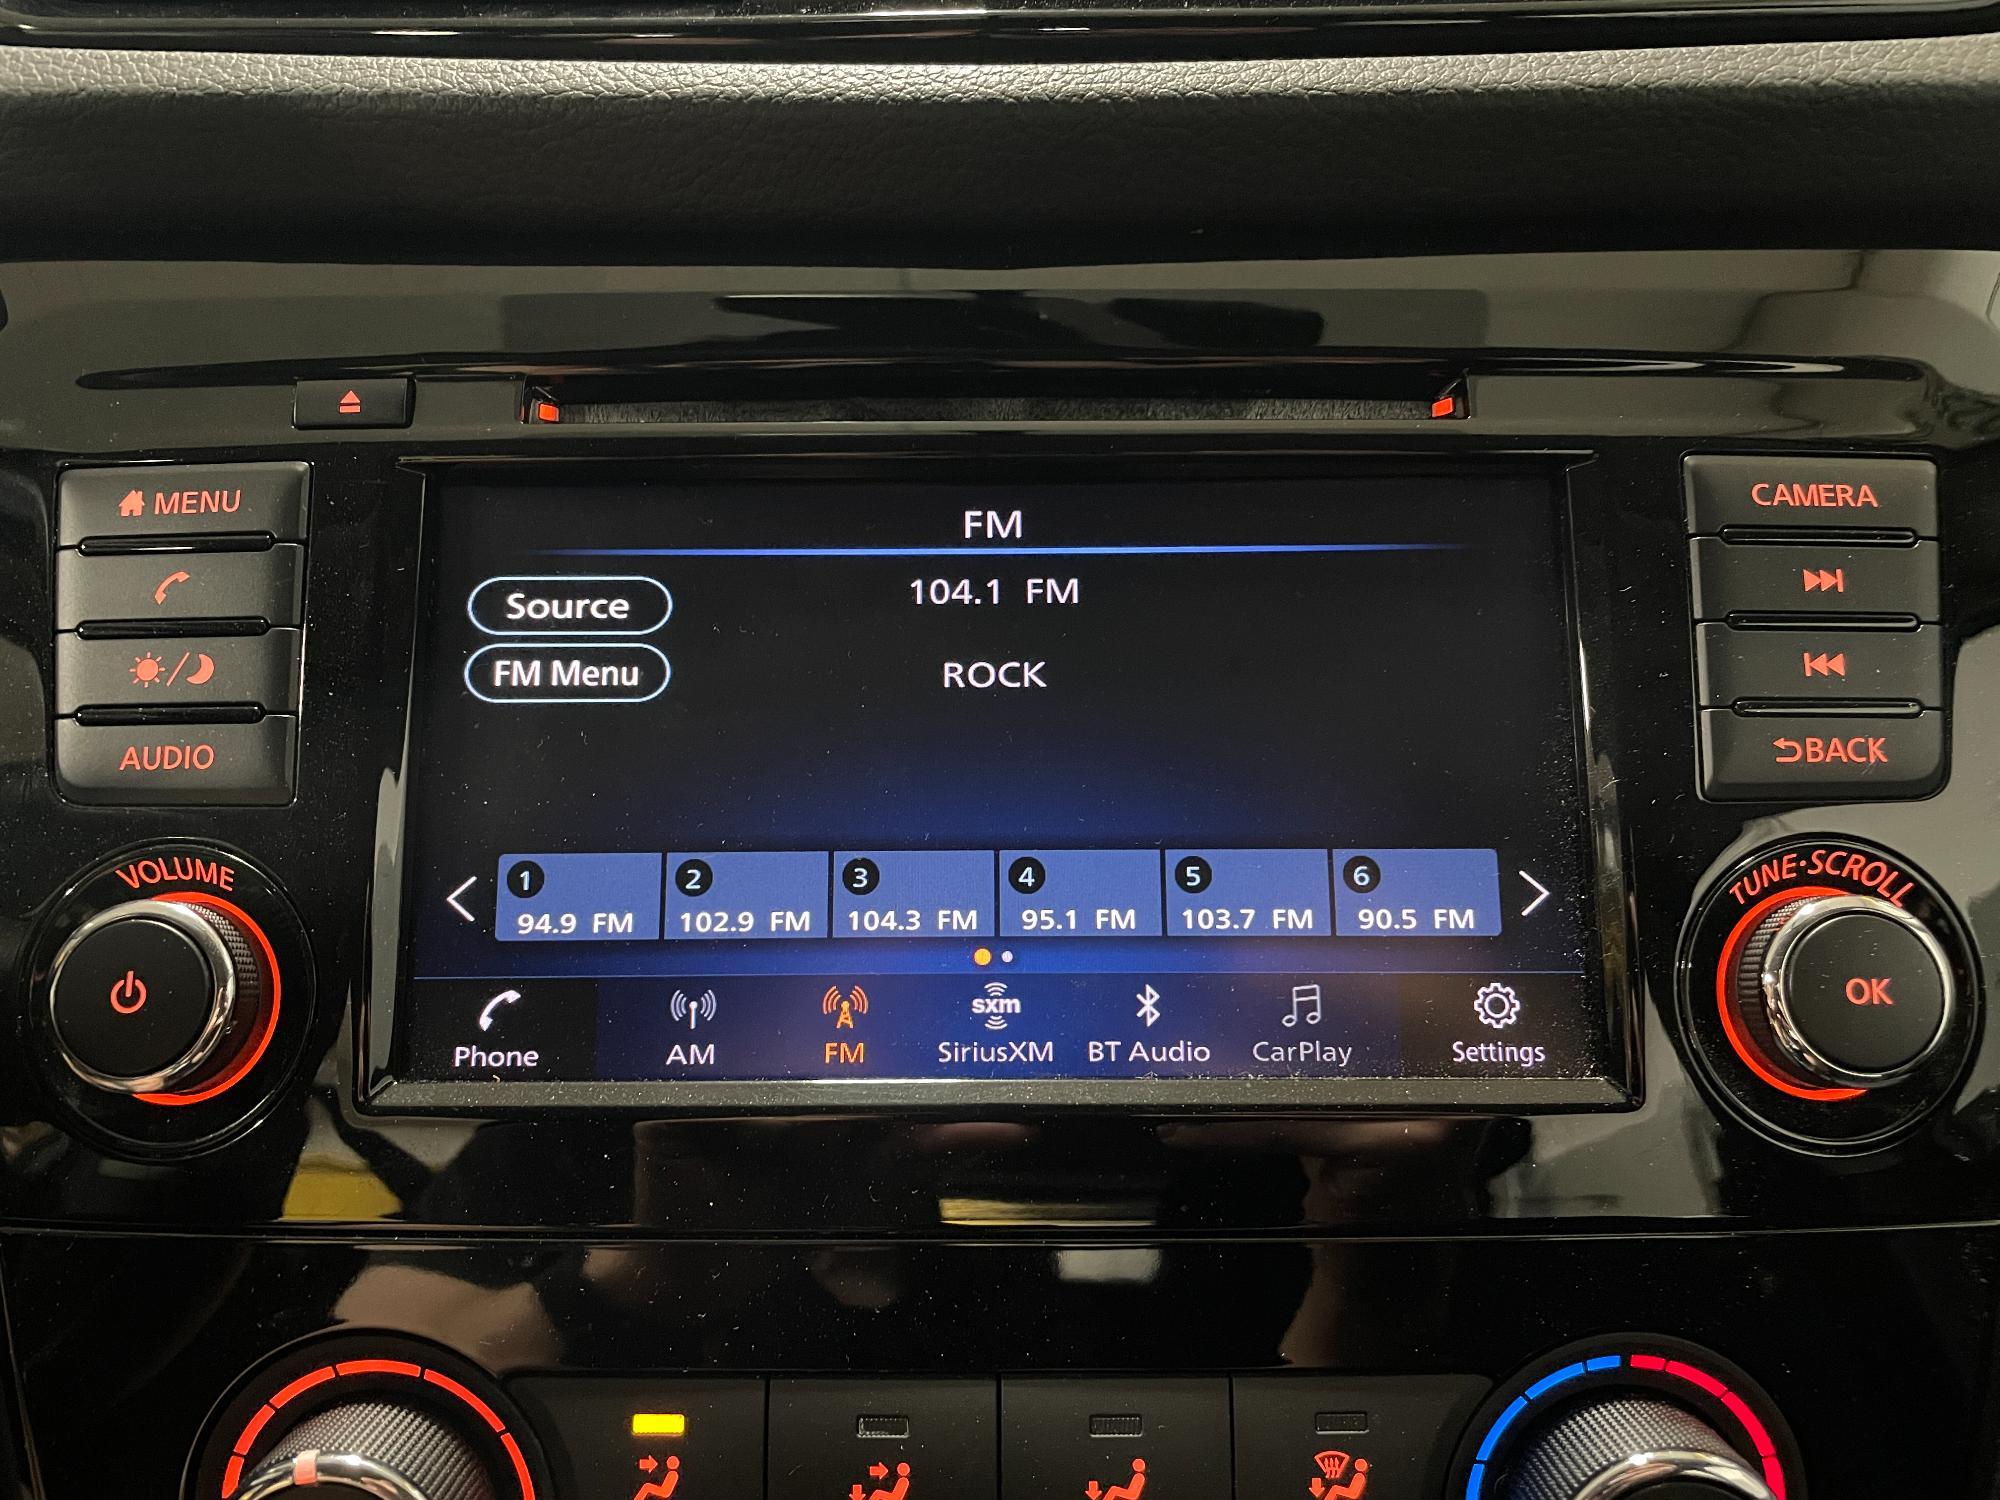 MENU
AUDIO
VOLUME
CAMERA
BACK
TUNE·SCROLL
OK
FM
Source
104.1 FM
FM Menu
ROCK
1 2 3 4 5 6
94.9 FM 102.9 FM 104.3 FM 95.1 FM 103.7 FM 90.5 FM
sxm
Phone AM FM SiriusXM BT Audio CarPlay Settings